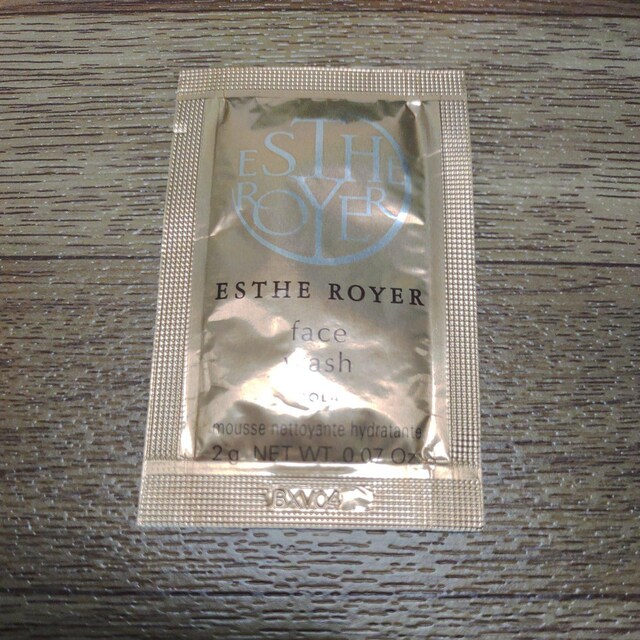 ESTHE
ROYER
ESTHE ROYER
face
wash
mousse nettoyante hydratante
2 g NET WT. 0.07 Oz